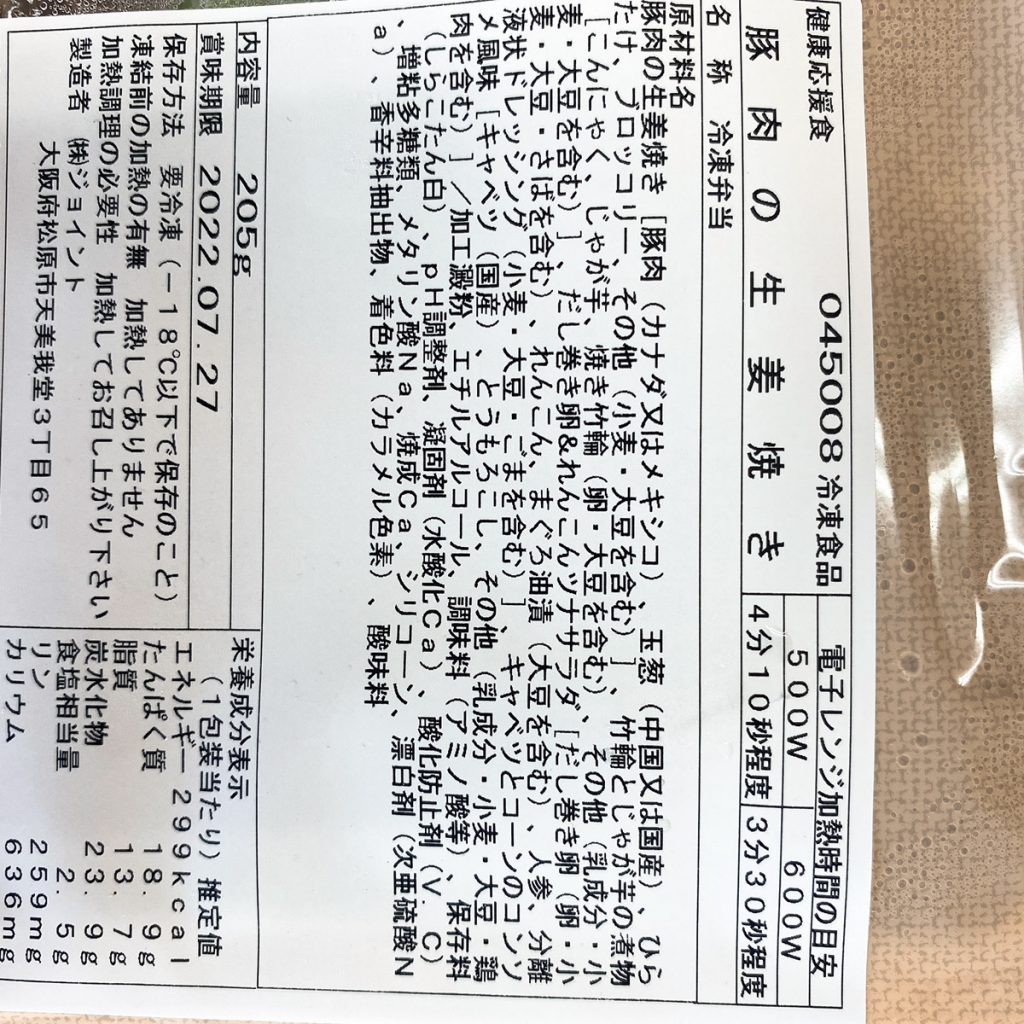 健康応援食
045008 冷凍食品
豚肉の生姜焼き
電子レンジ加熱時間の目安
500W 600W
4分10秒程度 3分30秒程度
名称 冷凍弁当
原材料名
豚肉の生姜焼き［豚肉（カナダ又はメキシコ）、玉葱（中国又は国産）、ひら
たけ、ブロッコリー、その他（小麦・大豆を含む）］、竹輪とじゃが芋の煮物
［こんにゃく、じゃが芋、焼き竹輪（卵・大豆を含む）、その他（乳成分・小
麦・大豆を含む）］、だし巻き卵&れんこんツナサラダ［だし巻き卵（卵・小
麦・大豆・さばを含む）、れんこん、まぐろ油漬（大豆を含む）、人参、分離
液状ドレッシング（小麦・大豆・ごまを含む）］、キャベツとコーンのコンソ
メ風味［キャベツ（国産）、とうもろこし、その他（乳成分・小麦・大豆・鶏
肉を含む）］／加工澱粉、エチルアルコール、調味料（アミノ酸等）、保存料
（しらこたん白）、pH調整剤、凝固剤（水酸化Ca）、酸化防止剤（V．C）
、増粘多糖類、メタリン酸Na、焼成Ca、シリコーン、漂白剤（次亜硫酸N
a）、香辛料抽出物、着色料（カラメル色素）、酸味料
内容量 205g
賞味期限 2022.07.27
保存方法 要冷凍（－18℃以下で保存のこと）
凍結前の加熱の有無 加熱してありません
加熱調理の必要性 加熱してお召し上がり下さい
製造者 ㈱ジョイント
大阪府松原市天美我堂3丁目65
栄養成分表示
（1包装当たり）推定値
エネルギー 299kcal
たんぱく質 18.9g
脂質 13.7g
炭水化物 23.9g
食塩相当量 2.5g
リン 259mg
カリウム 636mg